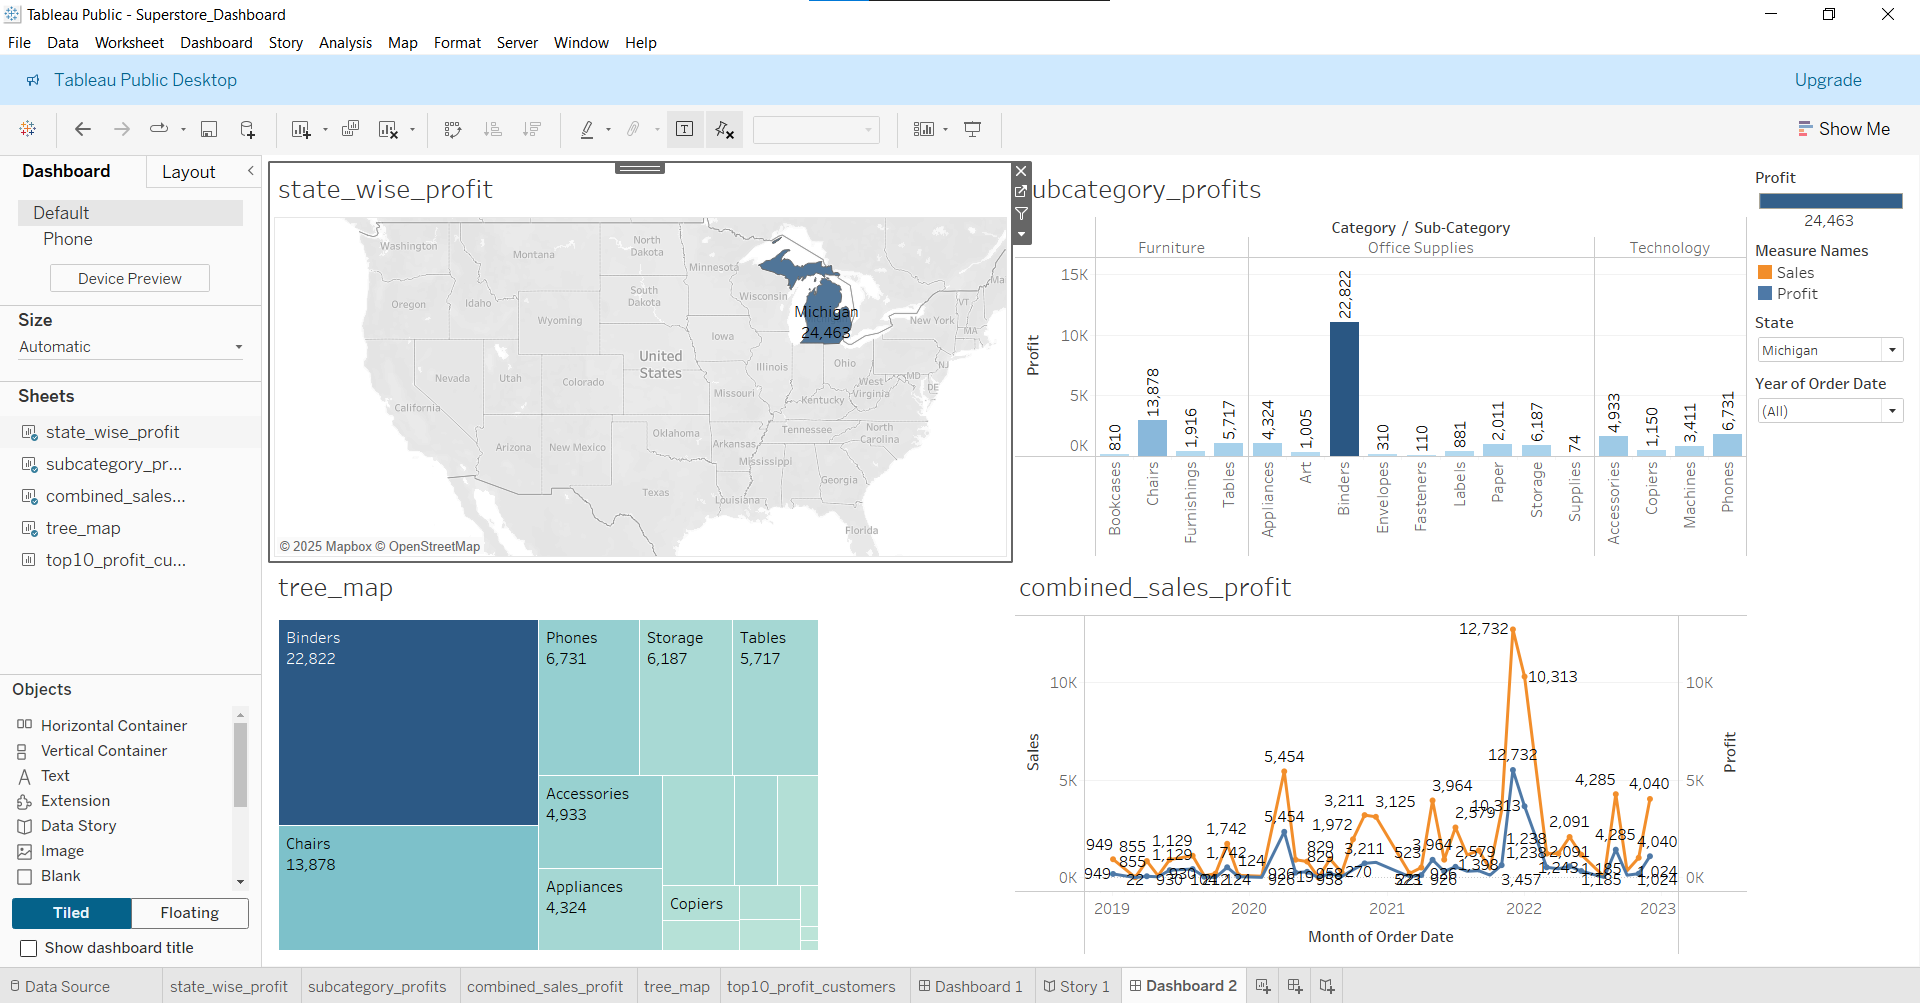 Tableau Public - Superstore_Dashboard
File Data Worksheet Dashboard Story Analysis Map Format Server Window Help
Tableau Public Desktop
Upgrade
Show Me
Dashboard
Layout
Default
Phone
Device Preview
Size
Automatic
Sheets
state_wise_profit
subcategory_pr...
combined_sales...
tree_map
top10_profit_cu...
Objects
Horizontal Container
Vertical Container
Text
Extension
Data Story
Image
Blank
Tiled Floating
Show dashboard title
state_wise_profit
Washington
Montana
North
Dakota
Minnesota
Ma
Oregon
Idaho
South
Dakota
Wisconsin
Michigan
24,463
VT
New York
MA
Wyoming
Iowa
United
States
Nevada
Utah
Colorado
Illinois
Ohio
NJ
MD
DE
West
Virginia
Missouri
Kentucky
California
Arizona
New Mexico
Oklahoma
Arkansas
Tennessee
North
Carolina
Mississippi
Georgia
Texas
Louisiana
Florida
© 2025 Mapbox © OpenStreetMap
ubcategory_profits
Category / Sub-Category
Furniture Office Supplies Technology
Profit
15K
10K
5K
0K
810 13,878 1,916 5,717 4,324 1,005 22,822 310 110 881 2,011 6,187 74 4,933 1,150 3,411 6,731
Bookcases Chairs Furnishings Tables Appliances Art Binders Envelopes Fasteners Labels Paper Storage Supplies Accessories Copiers Machines Phones
Profit
24,463
Measure Names
Sales
Profit
State
Michigan
Year of Order Date
(All)
tree_map
Binders
22,822
Phones
6,731
Storage
6,187
Tables
5,717
Chairs
13,878
Accessories
4,933
Appliances
4,324
Copiers
combined_sales_profit
Sales
10K
5K
0K
12,732
10,313
5,454
12,732
4,285
4,040
3,964
3,211
3,125
2,579
10,313
5,454
1,972
1,742
2,091
949
855
1,129
829
1,238
4,285
4,040
855
1,129
1,742
124
829
3,211
523
3,964
2,579
1,238
2,091
949
22
930
124
926
958
270
926
1,398
3,457
1,243
1,185
1,185
1,024
1,024
10K
5K
0K
Profit
2019 2020 2021 2022 2023
Month of Order Date
Data Source state_wise_profit subcategory_profits combined_sales_profit tree_map top10_profit_customers Dashboard 1 Story 1 Dashboard 2